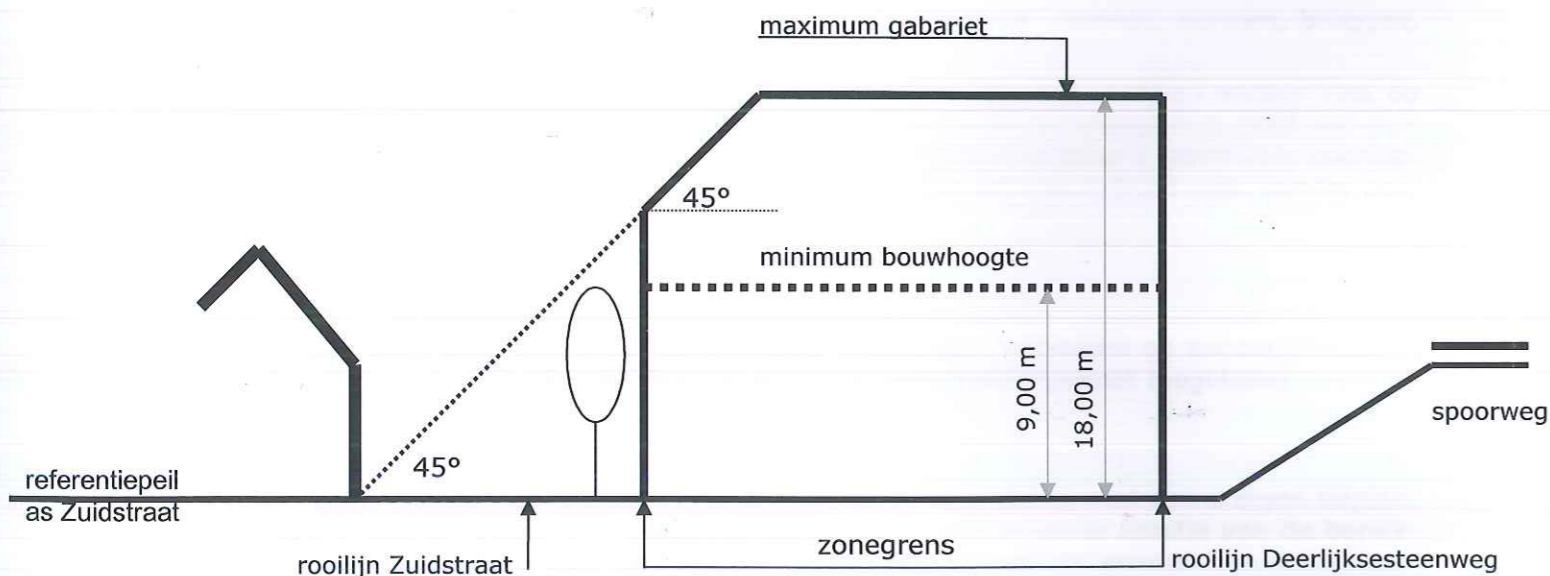 maximum gabariet
45°
minimum bouwhoogte
9,00 m
18,00 m
spoorweg
45°
referentiepeil
as Zuidstraat
zonegrens
rooilijn Zuidstraat
rooilijn Deerlijksesteenweg